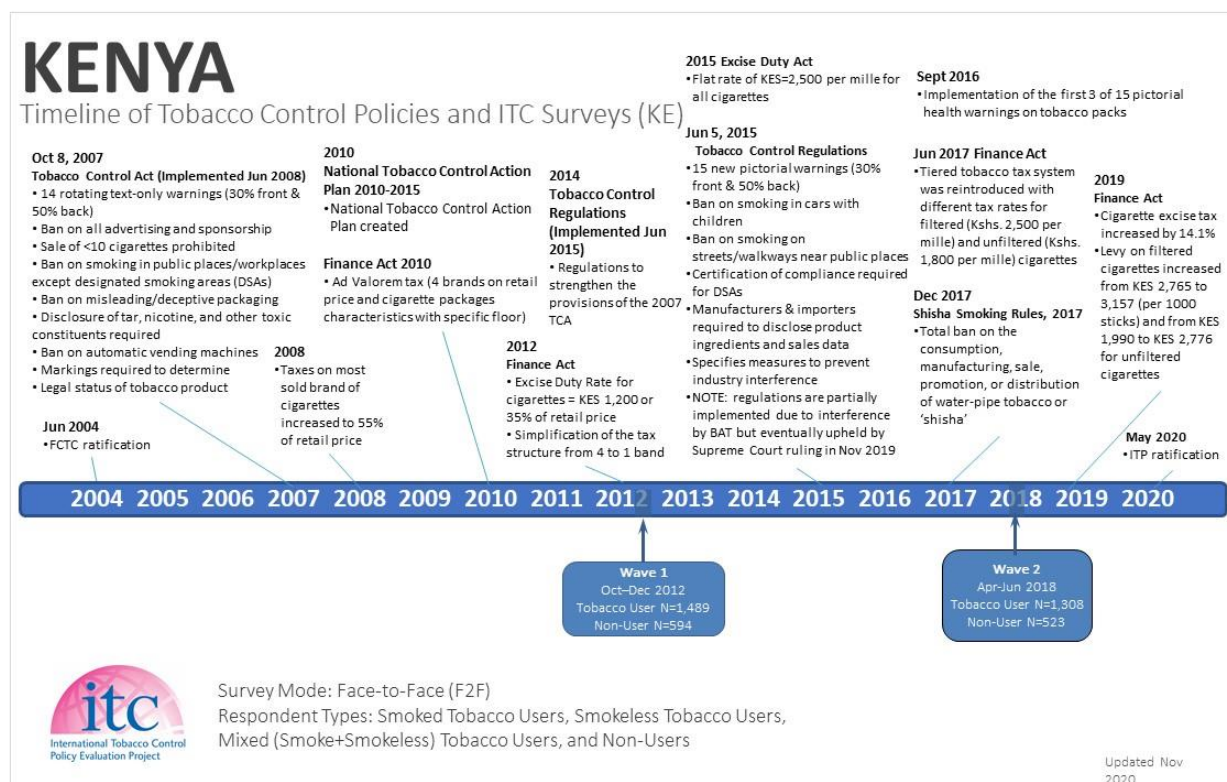 KENYA
Timeline of Tobacco Control Policies and ITC Surveys (KE)
Oct 8, 2007
Tobacco Control Act (Implemented Jun 2008)
• 14 rotating text-only warnings (30% front &
50% back)
• Ban on all advertising and sponsorship
• Sale of <10 cigarettes prohibited
• Ban on smoking in public places/workplaces
except designated smoking areas (DSAs)
• Ban on misleading/deceptive packaging
• Disclosure of tar, nicotine, and other toxic
constituents required
• Ban on automatic vending machines
• Markings required to determine
• Legal status of tobacco product
Jun 2004
•FCTC ratification
2008
•Taxes on most
sold brand of
cigarettes
increased to 55%
of retail price
2010
National Tobacco Control Action
Plan 2010-2015
•National Tobacco Control Action
Plan created
Finance Act 2010
• Ad Valorem tax (4 brands on retail
price and cigarette packages
characteristics with specific floor)
2014
Tobacco Control
Regulations
(Implemented Jun
2015)
• Regulations to
strengthen the
provisions of the 2007
TCA
2012
Finance Act
• Excise Duty Rate for
cigarettes = KES 1,200 or
35% of retail price
• Simplification of the tax
structure from 4 to 1 band
2015 Excise Duty Act
•Flat rate of KES=2,500 per mille for
all cigarettes
Jun 5, 2015
Tobacco Control Regulations
•15 new pictorial warnings (30%
front & 50% back)
•Ban on smoking in cars with
children
•Ban on smoking on
streets/walkways near public places
•Certification of compliance required
for DSAs
•Manufacturers & importers
required to disclose product
ingredients and sales data
•Specifies measures to prevent
industry interference
•NOTE: regulations are partially
implemented due to interference
by BAT but eventually upheld by
Supreme Court ruling in Nov 2019
Sept 2016
•Implementation of the first 3 of 15 pictorial
health warnings on tobacco packs
Jun 2017 Finance Act
•Tiered tobacco tax system
was reintroduced with
different tax rates for
filtered (Kshs. 2,500 per
mille) and unfiltered (Kshs.
1,800 per mille) cigarettes
Dec 2017
Shisha Smoking Rules, 2017
•Total ban on the
consumption,
manufacturing, sale,
promotion, or distribution
of water-pipe tobacco or
‘shisha’
2019
Finance Act
•Cigarette excise tax
increased by 14.1%
•Levy on filtered
cigarettes increased
from KES 2,765 to
3,157 (per 1000
sticks) and from KES
1,990 to KES 2,776
for unfiltered
cigarettes
May 2020
•ITP ratification
2004 2005 2006 2007 2008 2009 2010 2011 2012 2013 2014 2015 2016 2017 2018 2019 2020
Wave 1
Oct–Dec 2012
Tobacco User N=1,489
Non-User N=594
Wave 2
Apr-Jun 2018
Tobacco User N=1,308
Non-User N=523
itc
International Tobacco Control
Policy Evaluation Project
Survey Mode: Face-to-Face (F2F)
Respondent Types: Smoked Tobacco Users, Smokeless Tobacco Users,
Mixed (Smoke+Smokeless) Tobacco Users, and Non-Users
Updated Nov
2020